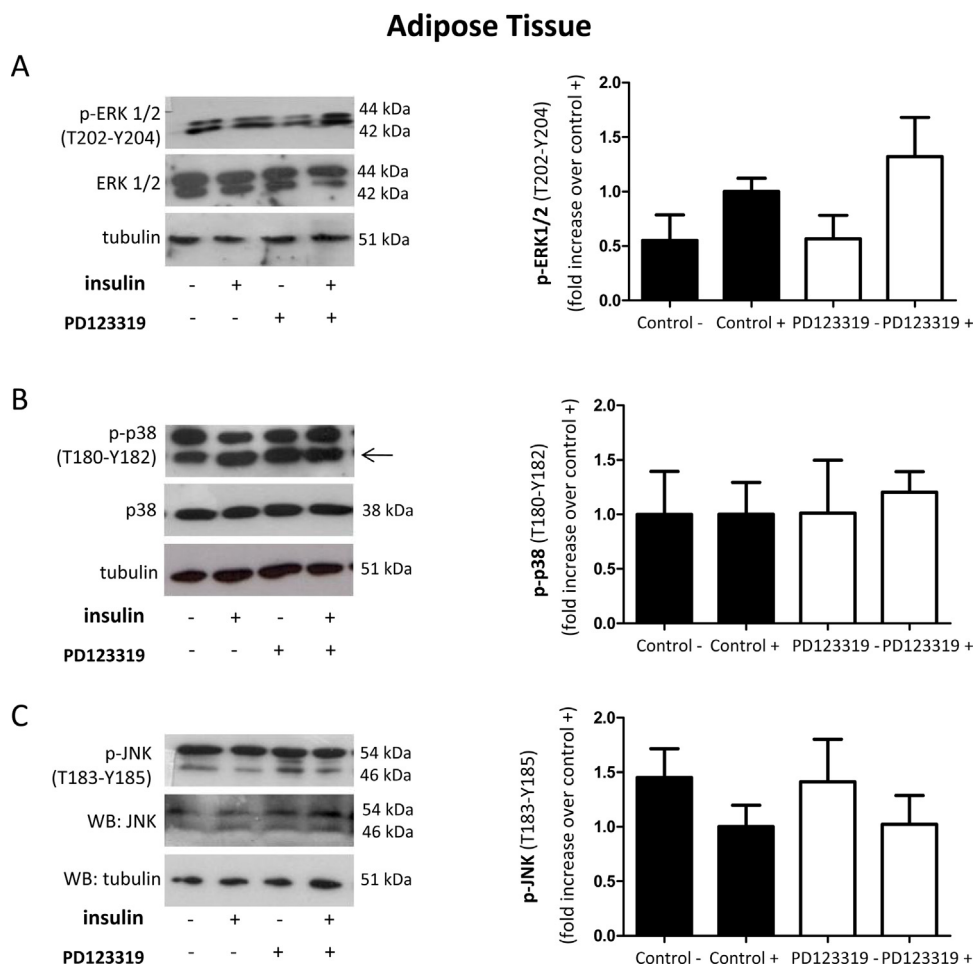 Adipose Tissue
A
p-ERK 1/2
(T202-Y204)
44 kDa
42 kDa
ERK 1/2
44 kDa
42 kDa
tubulin
51 kDa
insulin - + - +
PD123319 - - + +
p-ERK1/2 (T202-Y204)
(fold increase over control +)
2.0
1.5
1.0
0.5
0.0
Control - Control + PD123319 - PD123319 +
B
p-p38
(T180-Y182)
p38
38 kDa
tubulin
51 kDa
insulin - + - +
PD123319 - - + +
p-p38 (T180-Y182)
(fold increase over control +)
2.0
1.5
1.0
0.5
0.0
Control - Control + PD123319 - PD123319 +
C
p-JNK
(T183-Y185)
54 kDa
46 kDa
WB: JNK
54 kDa
46 kDa
WB: tubulin
51 kDa
insulin - + - +
PD123319 - - + +
p-JNK (T183-Y185)
(fold increase over control +)
2.0
1.5
1.0
0.5
0.0
Control - Control + PD123319 - PD123319 +